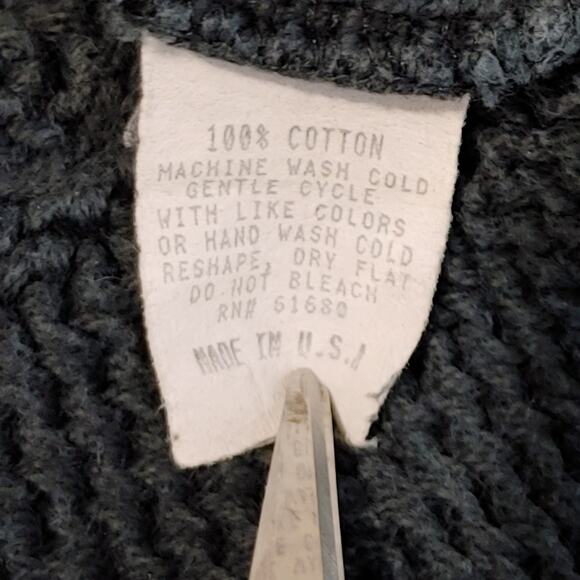 100% COTTON
MACHINE WASH COLD
GENTLE CYCLE
WITH LIKE COLORS
OR HAND WASH COLD
RESHAPE, DRY FLAT
DO NOT BLEACH
RN# 61680
MADE IN U.S.A